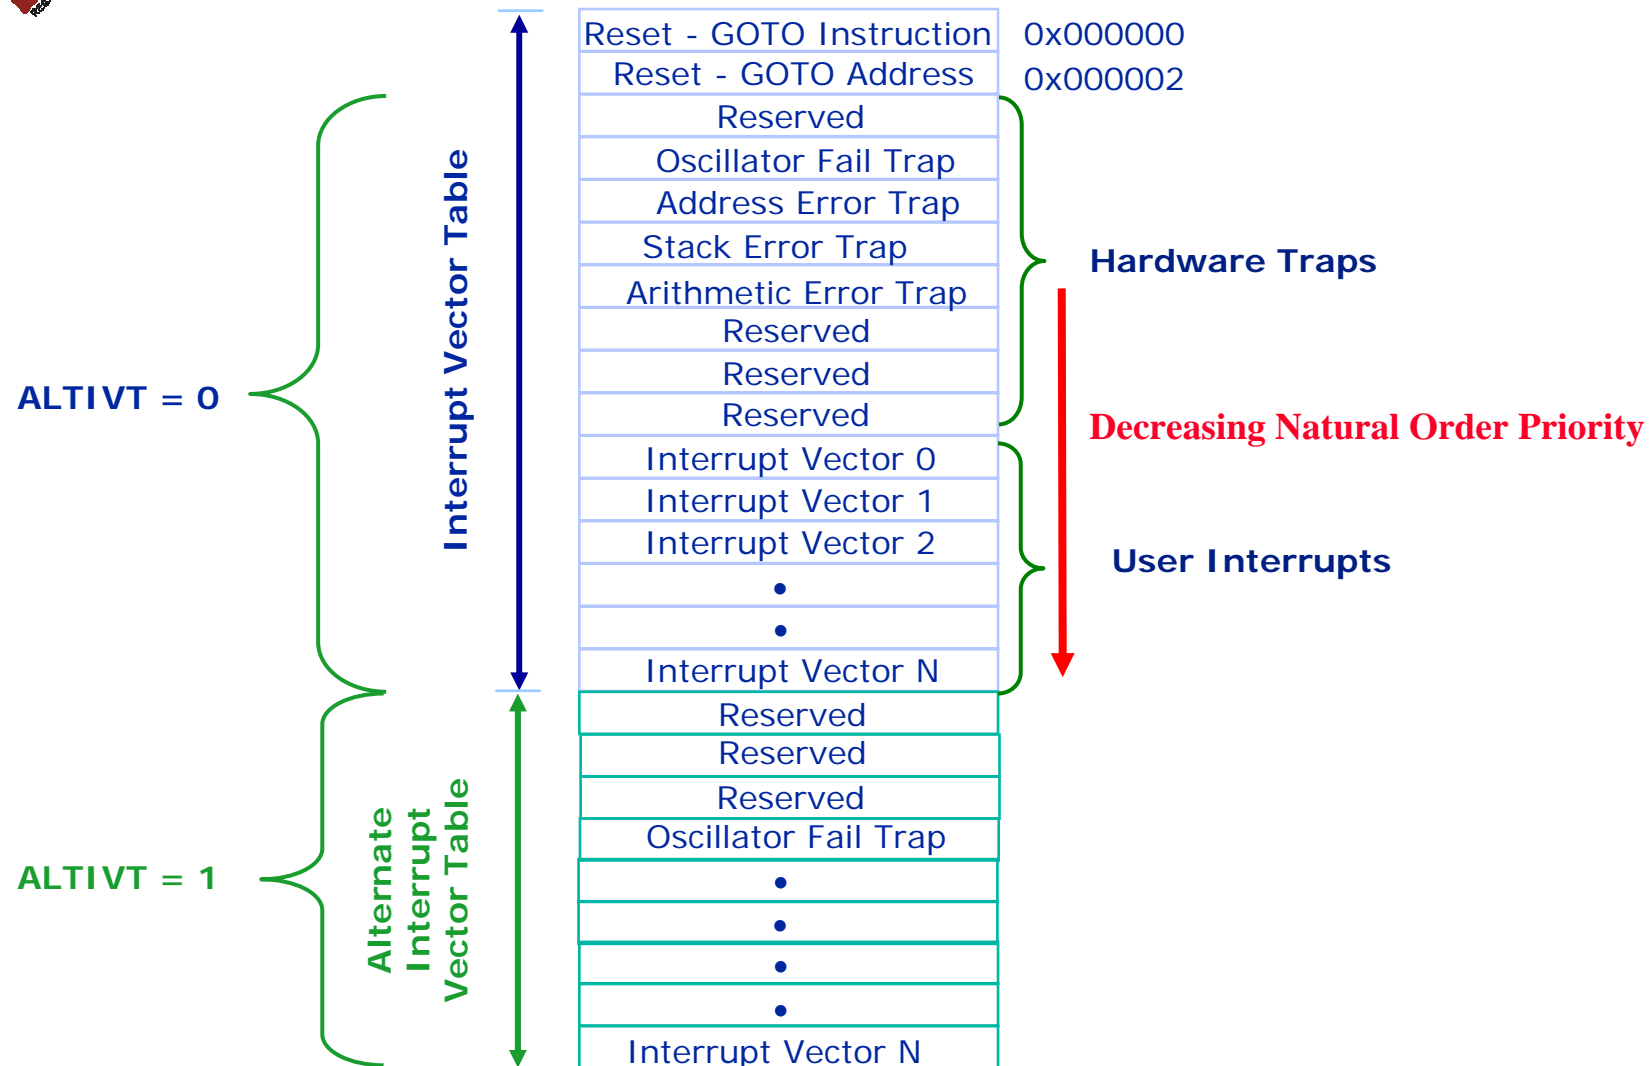 Reset - GOTO Instruction 0x000000
Reset - GOTO Address 0x000002
Reserved
Oscillator Fail Trap
Address Error Trap
Stack Error Trap
Arithmetic Error Trap
Reserved
Reserved
Reserved
Interrupt Vector 0
Interrupt Vector 1
Interrupt Vector 2
•
•
Interrupt Vector N
Reserved
Reserved
Reserved
Oscillator Fail Trap
•
•
•
•
Interrupt Vector N
Interrupt Vector Table
Alternate
Interrupt
Vector Table
ALTIVT = 0
ALTIVT = 1
Hardware Traps
Decreasing Natural Order Priority
User Interrupts